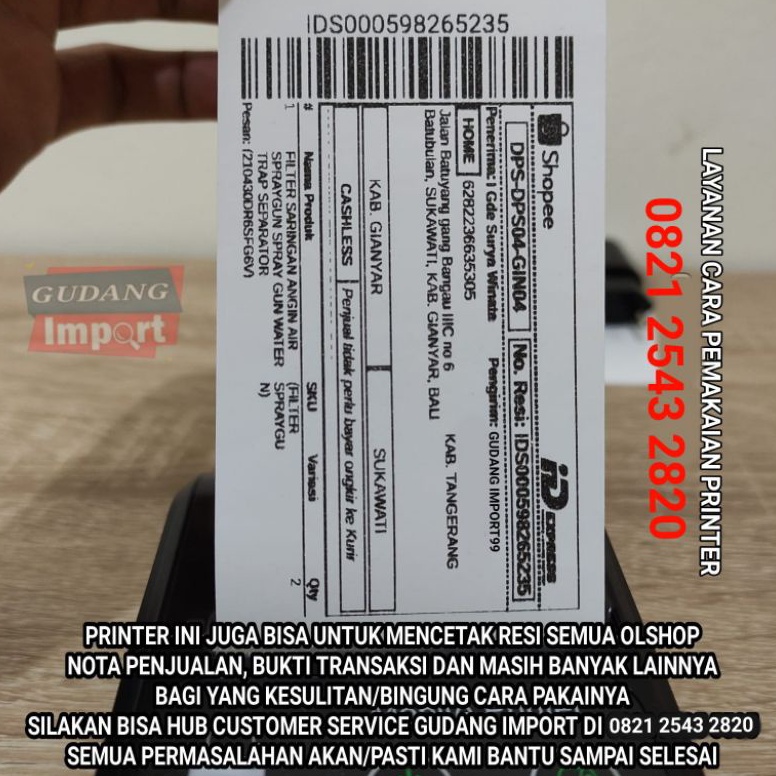 IDS000598265235
Shopee
iD EXPRESS
DPS-DPS04-GIN04 No. Resi: IDS000598265235
Penerima: I Gde Surya Winata Pengirim: GUDANG IMPORT99
HOME 6282236635305 KAB. TANGERANG
Jalan Batuyang gang Bangau IIIC no 6
Batubulan, SUKAWATI, KAB. GIANYAR, BALI
KAB. GIANYAR SUKAWATI
CASHLESS Penjual tidak perlu bayar ongkir ke Kurir
# Nama Produk SKU Variasi Qty
1 FILTER SARINGAN ANGIN AIR (FILTER 2
SPRAYGUN SPRAY GUN WATER SPRAYGU
TRAP SEPARATOR N)
Pesan: (210430DR6SFG6V)
GUDANG
Import
LAYANAN CARA PEMAKAIAN PRINTER
0821 2543 2820
PRINTER INI JUGA BISA UNTUK MENCETAK RESI SEMUA OLSHOP
NOTA PENJUALAN, BUKTI TRANSAKSI DAN MASIH BANYAK LAINNYA
BAGI YANG KESULITAN/BINGUNG CARA PAKAINYA
SILAKAN BISA HUB CUSTOMER SERVICE GUDANG IMPORT DI 0821 2543 2820
SEMUA PERMASALAHAN AKAN/PASTI KAMI BANTU SAMPAI SELESAI